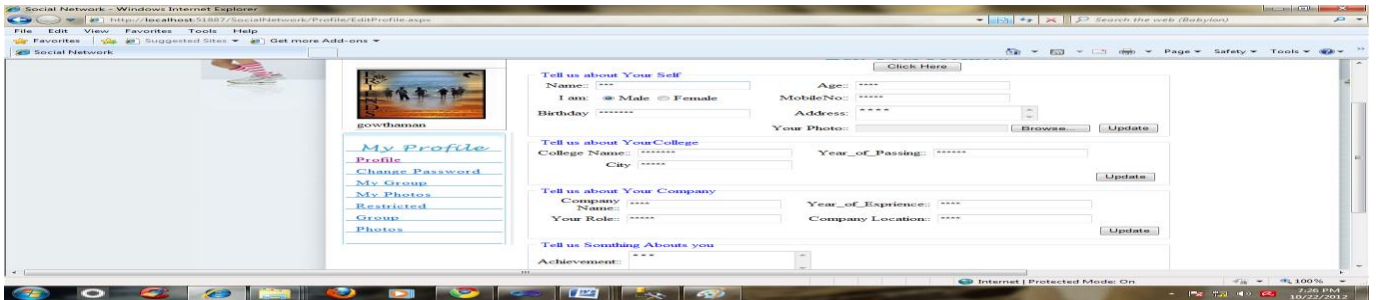 Social Network - Windows Internet Explorer
http://localhost:51887/SocialNetwork/Profile/EditProfile.aspx
Search the web (Babylon)
File Edit View Favorites Tools Help
Favorites Suggested Sites Get more Add-ons
Social Network
Page Safety Tools
Click Here
Tell us about Your Self
Name:: ***
Age:: ****
I am: Male Female
MobileNo:: *****
Birthday *******
Address: ****
Your Photo:: Browse... Update
FRIENDS
gowthaman
My Profile
Profile
Change Password
My Group
My Photos
Restricted
Group
Photos
Tell us about YourCollege
College Name:: *******
Year_of_Passing:: ******
City *****
Update
Tell us about Your Company
Company Name:: ****
Year_of_Exprience:: ****
Your Role:: *****
Company Location:: ****
Update
Tell us Somthing Abouts you
Achievement:: ***
Internet | Protected Mode: On
100%
7:26 PM
10/22/2012